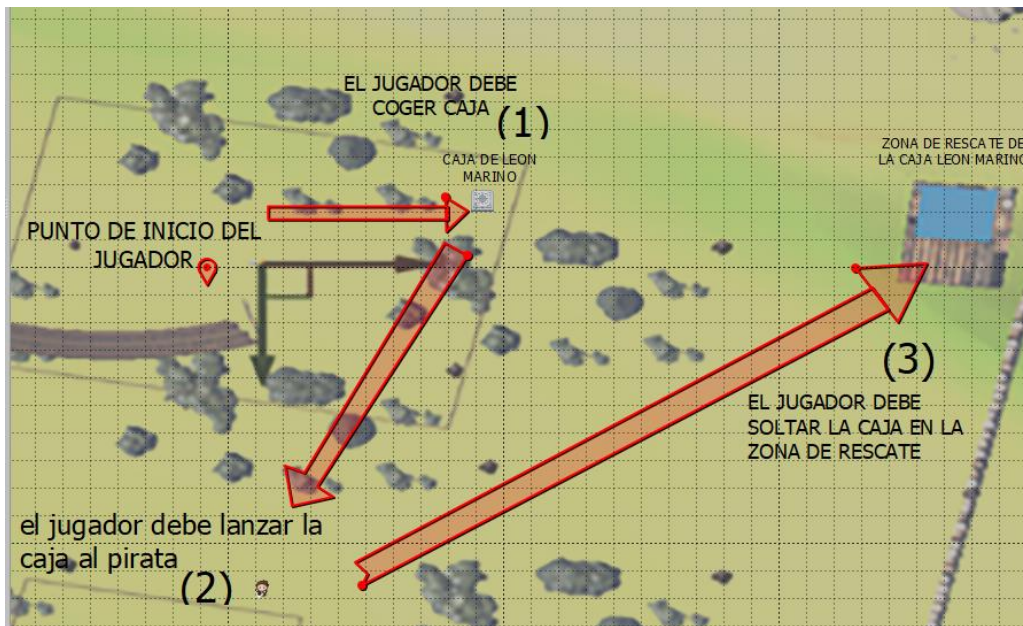 EL JUGADOR DEBE
COGER CAJA
(1)
CAJA DE LEON
MARINO
ZONA DE RESCATE DE
LA CAJA LEON MARINO
PUNTO DE INICIO DEL
JUGADOR
(3)
EL JUGADOR DEBE
SOLTAR LA CAJA EN LA
ZONA DE RESCATE
el jugador debe lanzar la
caja al pirata
(2)